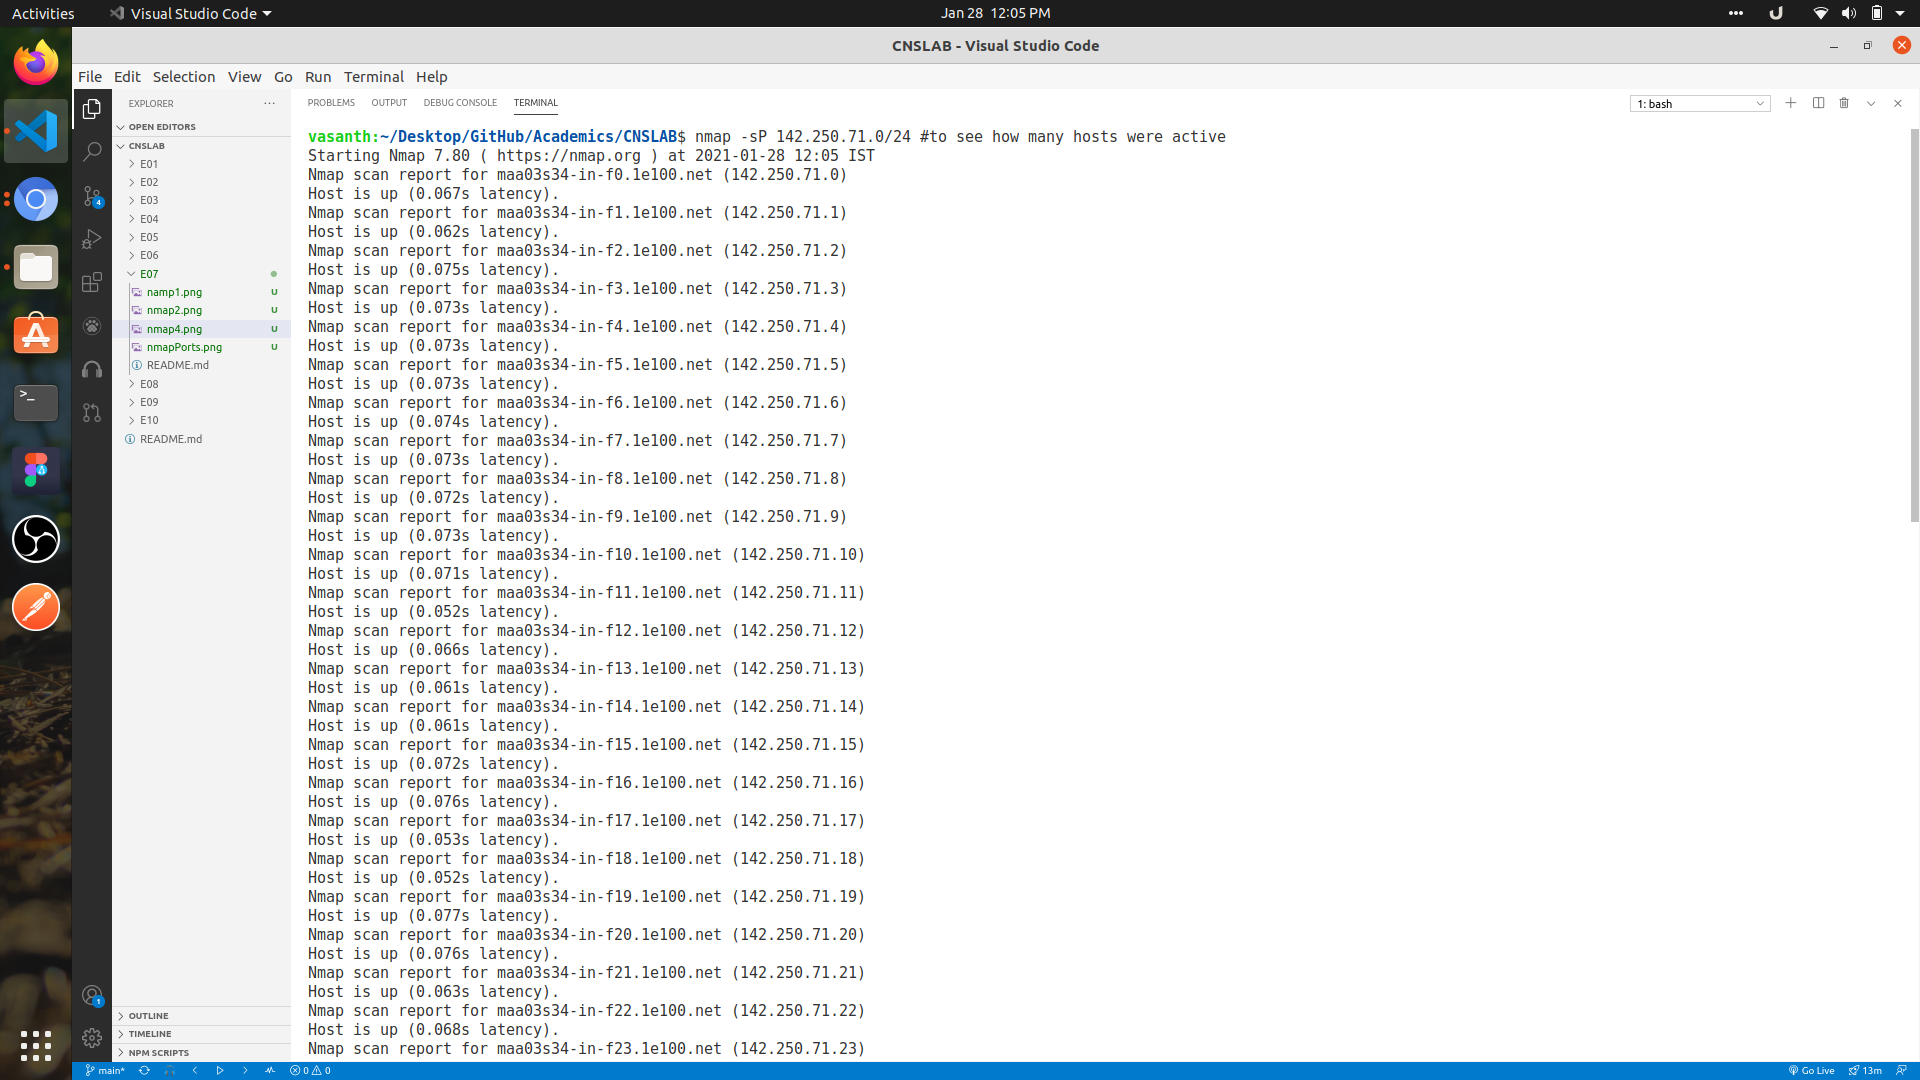 Activities Visual Studio Code Jan 28 12:05 PM
CNSLAB - Visual Studio Code
File Edit Selection View Go Run Terminal Help
EXPLORER
OPEN EDITORS
CNSLAB
E01
E02
E03
E04
E05
E06
E07
namp1.png U
nmap2.png U
nmap4.png U
nmapPorts.png U
README.md
E08
E09
E10
README.md
OUTLINE
TIMELINE
NPM SCRIPTS
4
1
PROBLEMS OUTPUT DEBUG CONSOLE TERMINAL 1: bash
vasanth:~/Desktop/GitHub/Academics/CNSLAB$ nmap -sP 142.250.71.0/24 #to see how many hosts were active
Starting Nmap 7.80 ( https://nmap.org ) at 2021-01-28 12:05 IST
Nmap scan report for maa03s34-in-f0.1e100.net (142.250.71.0)
Host is up (0.067s latency).
Nmap scan report for maa03s34-in-f1.1e100.net (142.250.71.1)
Host is up (0.062s latency).
Nmap scan report for maa03s34-in-f2.1e100.net (142.250.71.2)
Host is up (0.075s latency).
Nmap scan report for maa03s34-in-f3.1e100.net (142.250.71.3)
Host is up (0.073s latency).
Nmap scan report for maa03s34-in-f4.1e100.net (142.250.71.4)
Host is up (0.073s latency).
Nmap scan report for maa03s34-in-f5.1e100.net (142.250.71.5)
Host is up (0.073s latency).
Nmap scan report for maa03s34-in-f6.1e100.net (142.250.71.6)
Host is up (0.074s latency).
Nmap scan report for maa03s34-in-f7.1e100.net (142.250.71.7)
Host is up (0.073s latency).
Nmap scan report for maa03s34-in-f8.1e100.net (142.250.71.8)
Host is up (0.072s latency).
Nmap scan report for maa03s34-in-f9.1e100.net (142.250.71.9)
Host is up (0.073s latency).
Nmap scan report for maa03s34-in-f10.1e100.net (142.250.71.10)
Host is up (0.071s latency).
Nmap scan report for maa03s34-in-f11.1e100.net (142.250.71.11)
Host is up (0.052s latency).
Nmap scan report for maa03s34-in-f12.1e100.net (142.250.71.12)
Host is up (0.066s latency).
Nmap scan report for maa03s34-in-f13.1e100.net (142.250.71.13)
Host is up (0.061s latency).
Nmap scan report for maa03s34-in-f14.1e100.net (142.250.71.14)
Host is up (0.061s latency).
Nmap scan report for maa03s34-in-f15.1e100.net (142.250.71.15)
Host is up (0.072s latency).
Nmap scan report for maa03s34-in-f16.1e100.net (142.250.71.16)
Host is up (0.076s latency).
Nmap scan report for maa03s34-in-f17.1e100.net (142.250.71.17)
Host is up (0.053s latency).
Nmap scan report for maa03s34-in-f18.1e100.net (142.250.71.18)
Host is up (0.052s latency).
Nmap scan report for maa03s34-in-f19.1e100.net (142.250.71.19)
Host is up (0.077s latency).
Nmap scan report for maa03s34-in-f20.1e100.net (142.250.71.20)
Host is up (0.076s latency).
Nmap scan report for maa03s34-in-f21.1e100.net (142.250.71.21)
Host is up (0.063s latency).
Nmap scan report for maa03s34-in-f22.1e100.net (142.250.71.22)
Host is up (0.068s latency).
Nmap scan report for maa03s34-in-f23.1e100.net (142.250.71.23)
main* 0 0 Go Live 13m